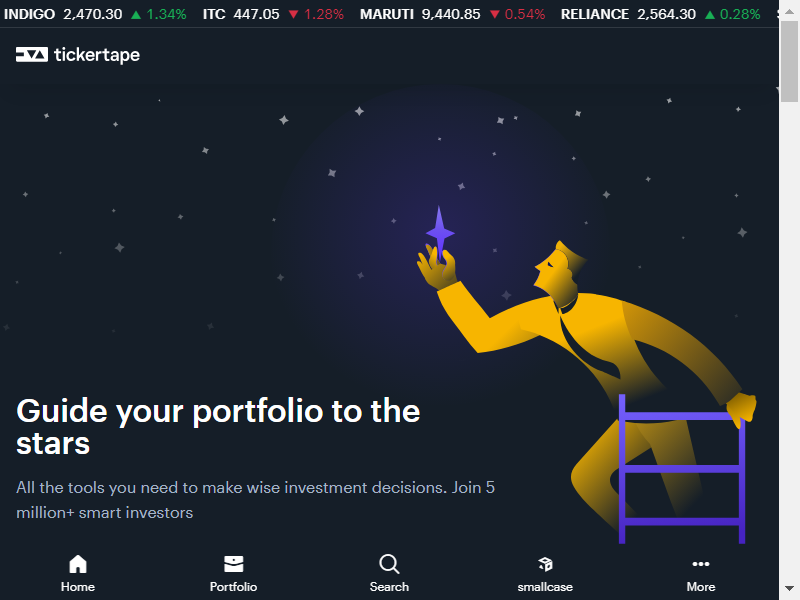 INDIGO 2,470.30 ▲ 1.34% ITC 447.05 ▼ 1.28% MARUTI 9,440.85 ▼ 0.54% RELIANCE 2,564.30 ▲ 0.28%
tickertape
Guide your portfolio to the
stars
All the tools you need to make wise investment decisions. Join 5
million+ smart investors
Home Portfolio Search smallcase More